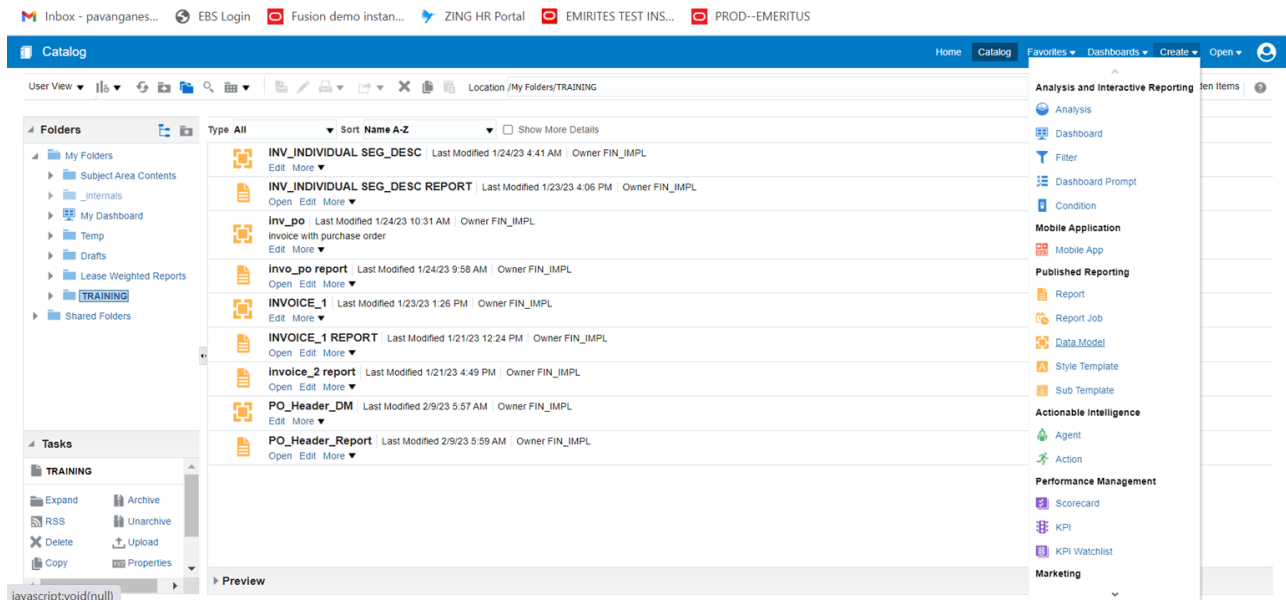 Inbox - pavanganes... EBS Login Fusion demo instan... ZING HR Portal EMIRITES TEST INS... PROD--EMERITUS
Catalog Home Catalog Favorites Dashboards Create Open
User View Location /My Folders/TRAINING den Items
Folders
My Folders
Subject Area Contents
_internals
My Dashboard
Temp
Drafts
Lease Weighted Reports
TRAINING
Shared Folders
Type All Sort Name A-Z Show More Details
INV_INDIVIDUAL SEG_DESC Last Modified 1/24/23 4:41 AM Owner FIN_IMPL
Edit More
INV_INDIVIDUAL SEG_DESC REPORT Last Modified 1/23/23 4:06 PM Owner FIN_IMPL
Open Edit More
inv_po Last Modified 1/24/23 10:31 AM Owner FIN_IMPL
invoice with purchase order
Edit More
invo_po report Last Modified 1/24/23 9:58 AM Owner FIN_IMPL
Open Edit More
INVOICE_1 Last Modified 1/23/23 1:26 PM Owner FIN_IMPL
Edit More
INVOICE_1 REPORT Last Modified 1/21/23 12:24 PM Owner FIN_IMPL
Open Edit More
invoice_2 report Last Modified 1/21/23 4:49 PM Owner FIN_IMPL
Open Edit More
PO_Header_DM Last Modified 2/9/23 5:57 AM Owner FIN_IMPL
Edit More
PO_Header_Report Last Modified 2/9/23 5:59 AM Owner FIN_IMPL
Open Edit More
Analysis and Interactive Reporting
Analysis
Dashboard
Filter
Dashboard Prompt
Condition
Mobile Application
Mobile App
Published Reporting
Report
Report Job
Data Model
Style Template
Sub Template
Actionable Intelligence
Agent
Action
Performance Management
Scorecard
KPI
KPI Watchlist
Marketing
Tasks
TRAINING
Expand Archive
RSS Unarchive
Delete Upload
Copy Properties
Preview
javascript:void(null)